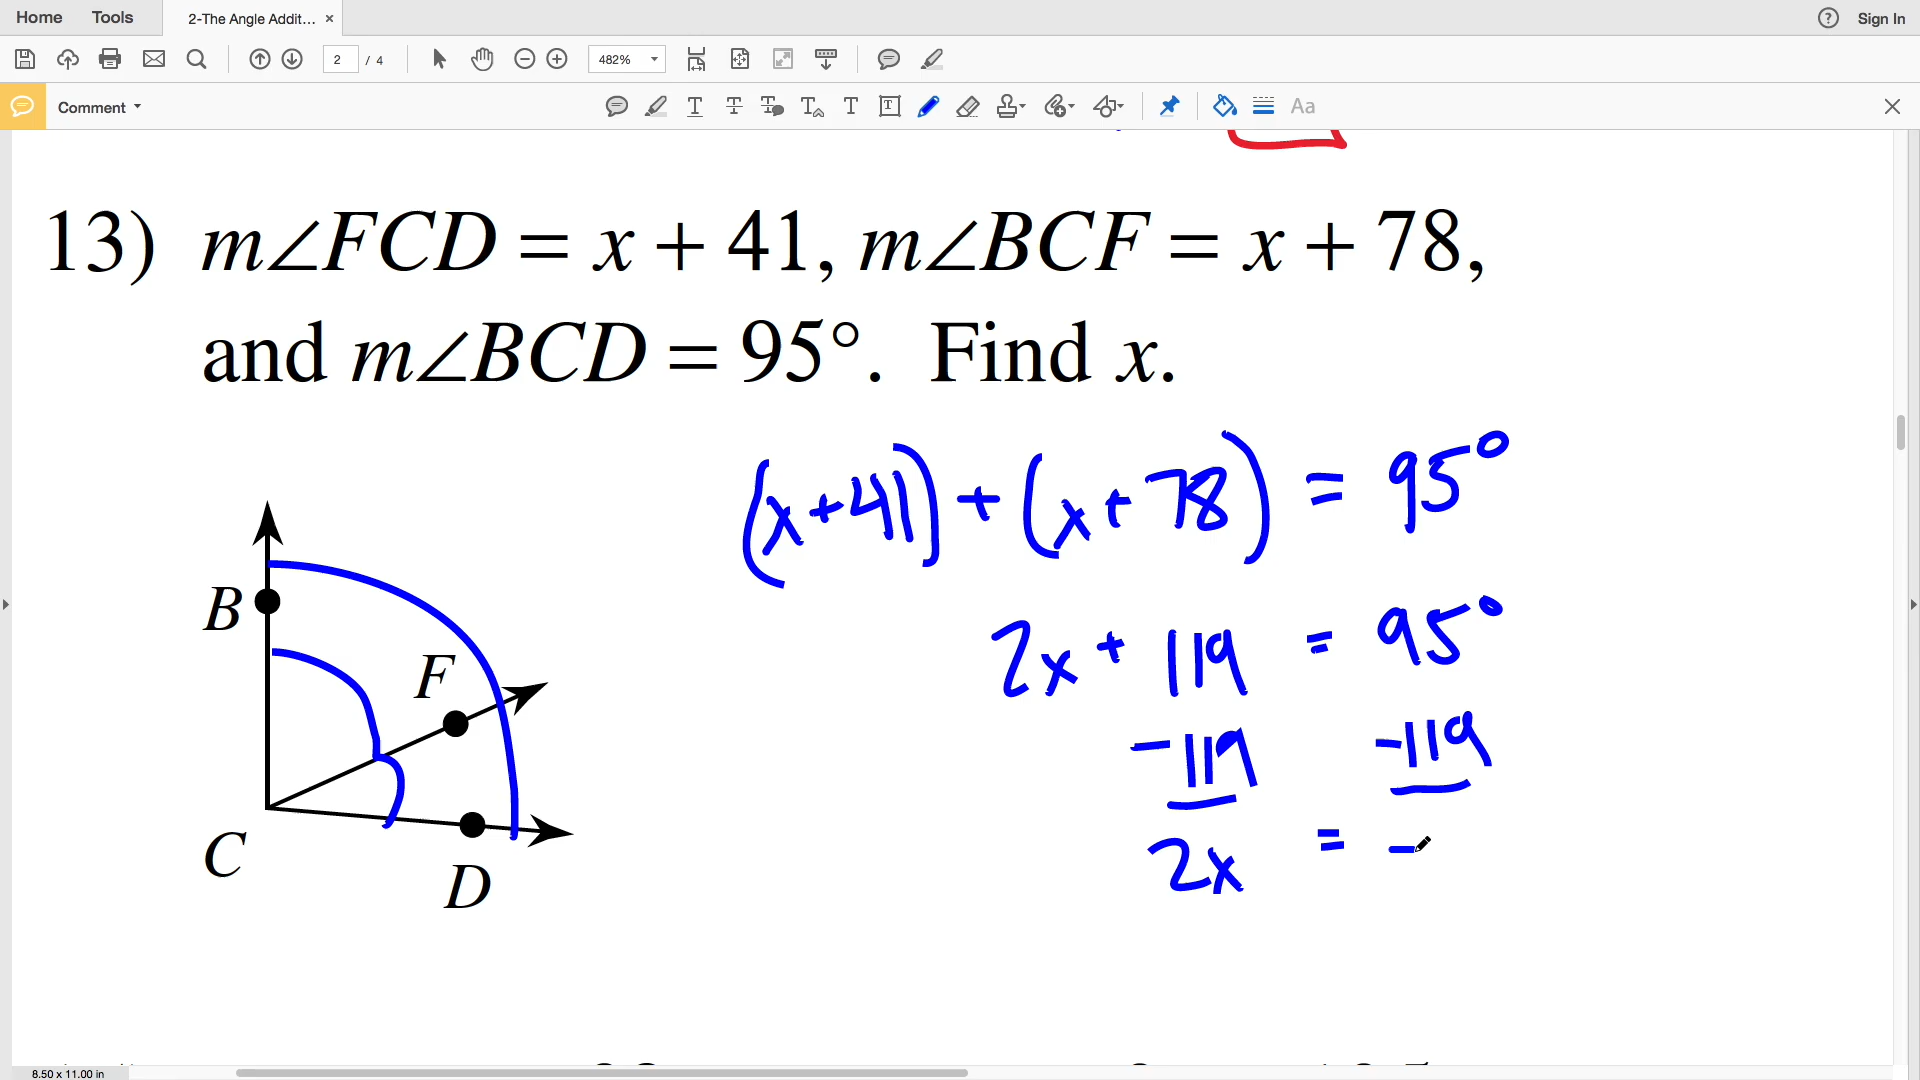 Home Tools 2-The Angle Addit... × ? Sign In
2 / 4 482%
Comment T T T T T T Aa
13) m∠FCD = x + 41, m∠BCF = x + 78,
and m∠BCD = 95°. Find x.
(x+41) + (x+78) = 95°
2x + 119 = 95°
-119 -119
2x = -
B
F
C
D
8.50 x 11.00 in